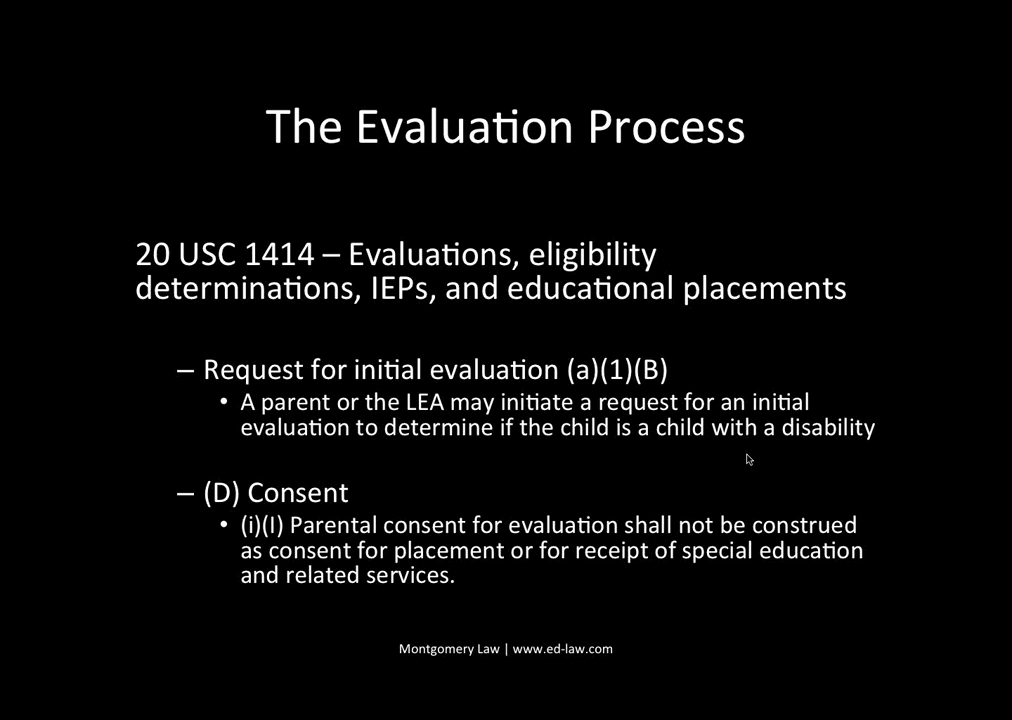 The Evaluation Process
20 USC 1414 – Evaluations, eligibility
determinations, IEPs, and educational placements
– Request for initial evaluation (a)(1)(B)
• A parent or the LEA may initiate a request for an initial
evaluation to determine if the child is a child with a disability
– (D) Consent
• (i)(I) Parental consent for evaluation shall not be construed
as consent for placement or for receipt of special education
and related services.
Montgomery Law | www.ed-law.com